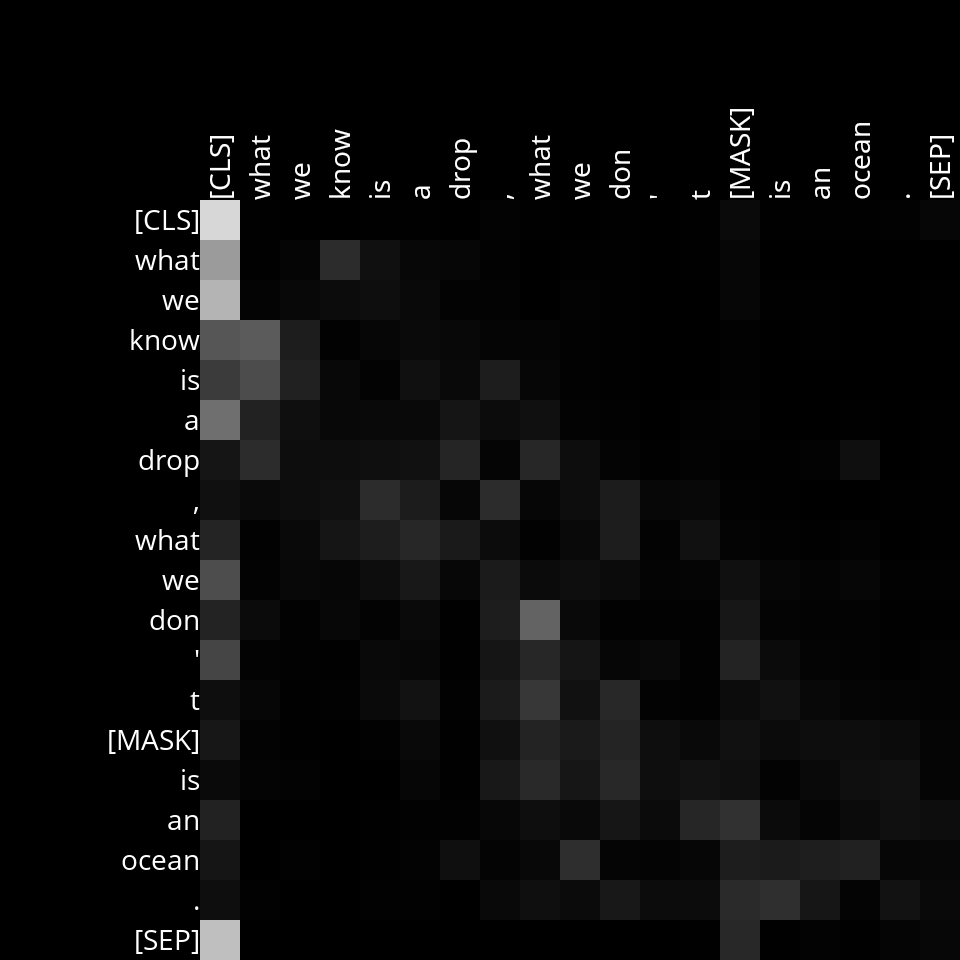 [CLS] what we know is a drop , what we don ' t [MASK] is an ocean . [SEP]
[CLS]
what
we
know
is
a
drop
,
what
we
don
'
t
[MASK]
is
an
ocean
.
[SEP]